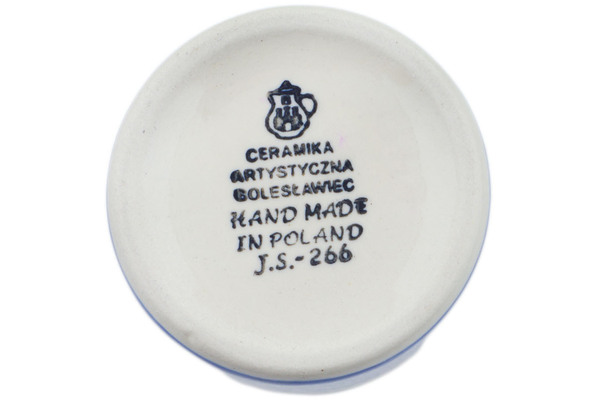 CERAMIKA
ARTYSTYCZNA
BOLESŁAWIEC
HAND MADE
IN POLAND
J.S.-266